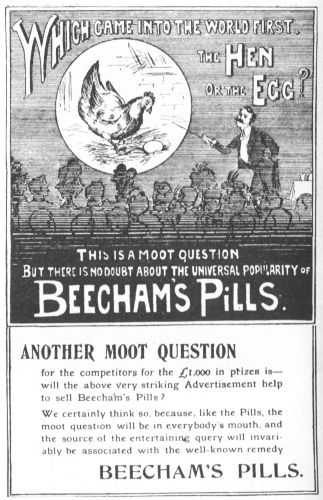 WHICH CAME INTO THE WORLD FIRST,
THE HEN
OR THE EGG?
THIS IS A MOOT QUESTION
BUT THERE IS NO DOUBT ABOUT THE UNIVERSAL POPULARITY OF
BEECHAM'S PILLS.
ANOTHER MOOT QUESTION
for the competitors for the £1,000 in prizes is—
will the above very striking Advertisement help
to sell Beecham's Pills?
We certainly think so, because, like the Pills, the
moot question will be in everybody's mouth, and
the source of the entertaining query will invari-
ably be associated with the well-known remedy
BEECHAM'S PILLS.